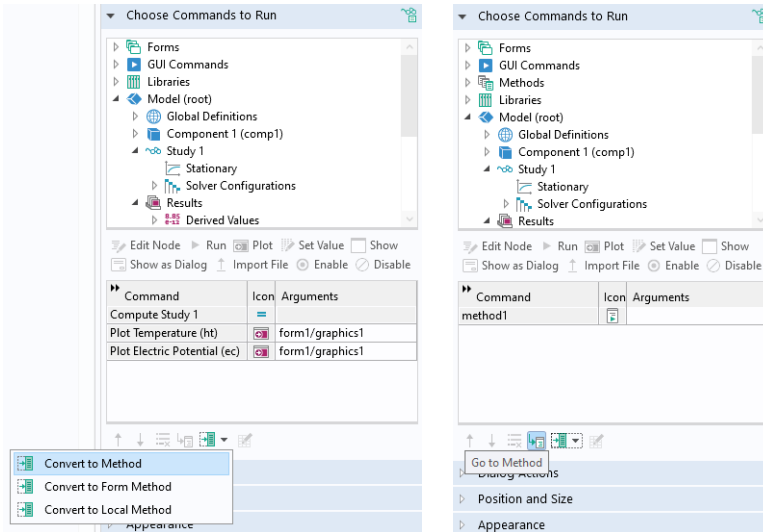 Choose Commands to Run
Forms
GUI Commands
Libraries
Model (root)
Global Definitions
Component 1 (comp1)
Study 1
Stationary
Solver Configurations
Results
8.85
e-12
Derived Values
Edit Node Run Plot Set Value Show
Show as Dialog Import File Enable Disable
Command Icon Arguments
Compute Study 1
Plot Temperature (ht) form1/graphics1
Plot Electric Potential (ec) form1/graphics1
Convert to Method
Convert to Form Method
Convert to Local Method
Appearance
Choose Commands to Run
Forms
GUI Commands
Methods
Libraries
Model (root)
Global Definitions
Component 1 (comp1)
Study 1
Stationary
Solver Configurations
Results
Edit Node Run Plot Set Value Show
Show as Dialog Import File Enable Disable
Command Icon Arguments
method1
Go to Method
Dialog Actions
Position and Size
Appearance